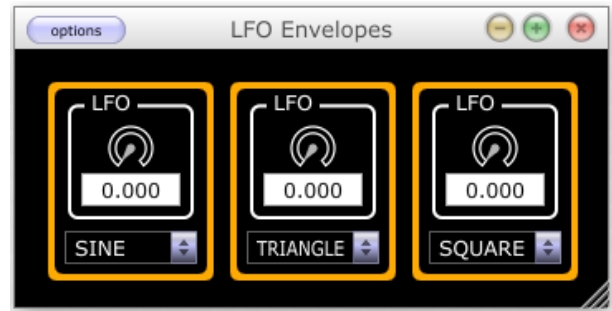 options
LFO Envelopes
LFO LFO LFO
0.000 0.000 0.000
SINE TRIANGLE SQUARE